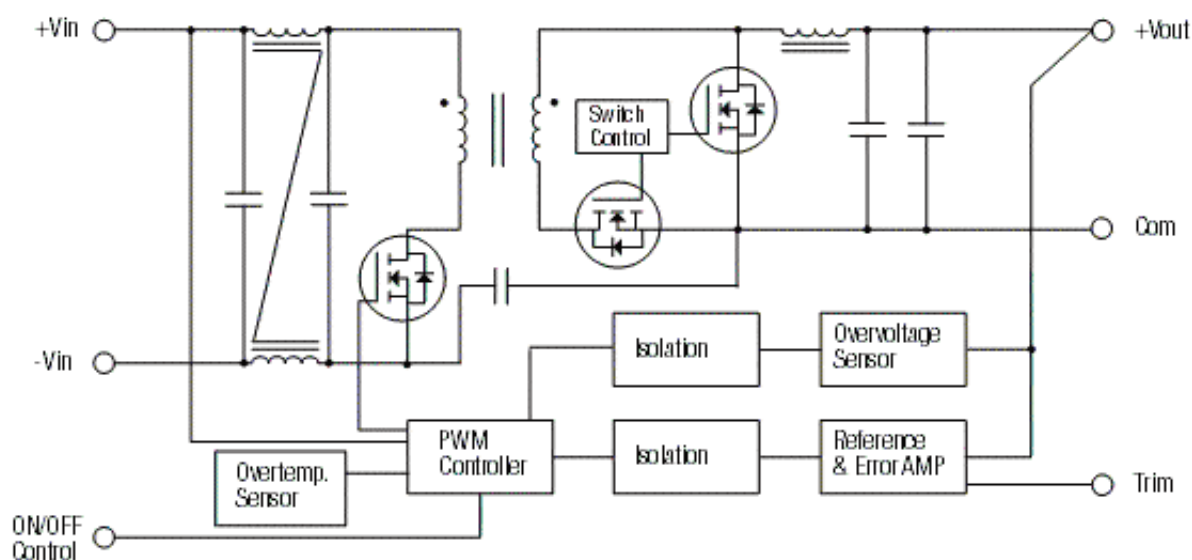 +Vin
+Vout
Switch
Control
Com
-Vin
Isolation
Overvoltage
Sensor
PWM
Controller
Isolation
Reference
& Error AMP
Overtemp.
Sensor
Trim
ON/OFF
Control